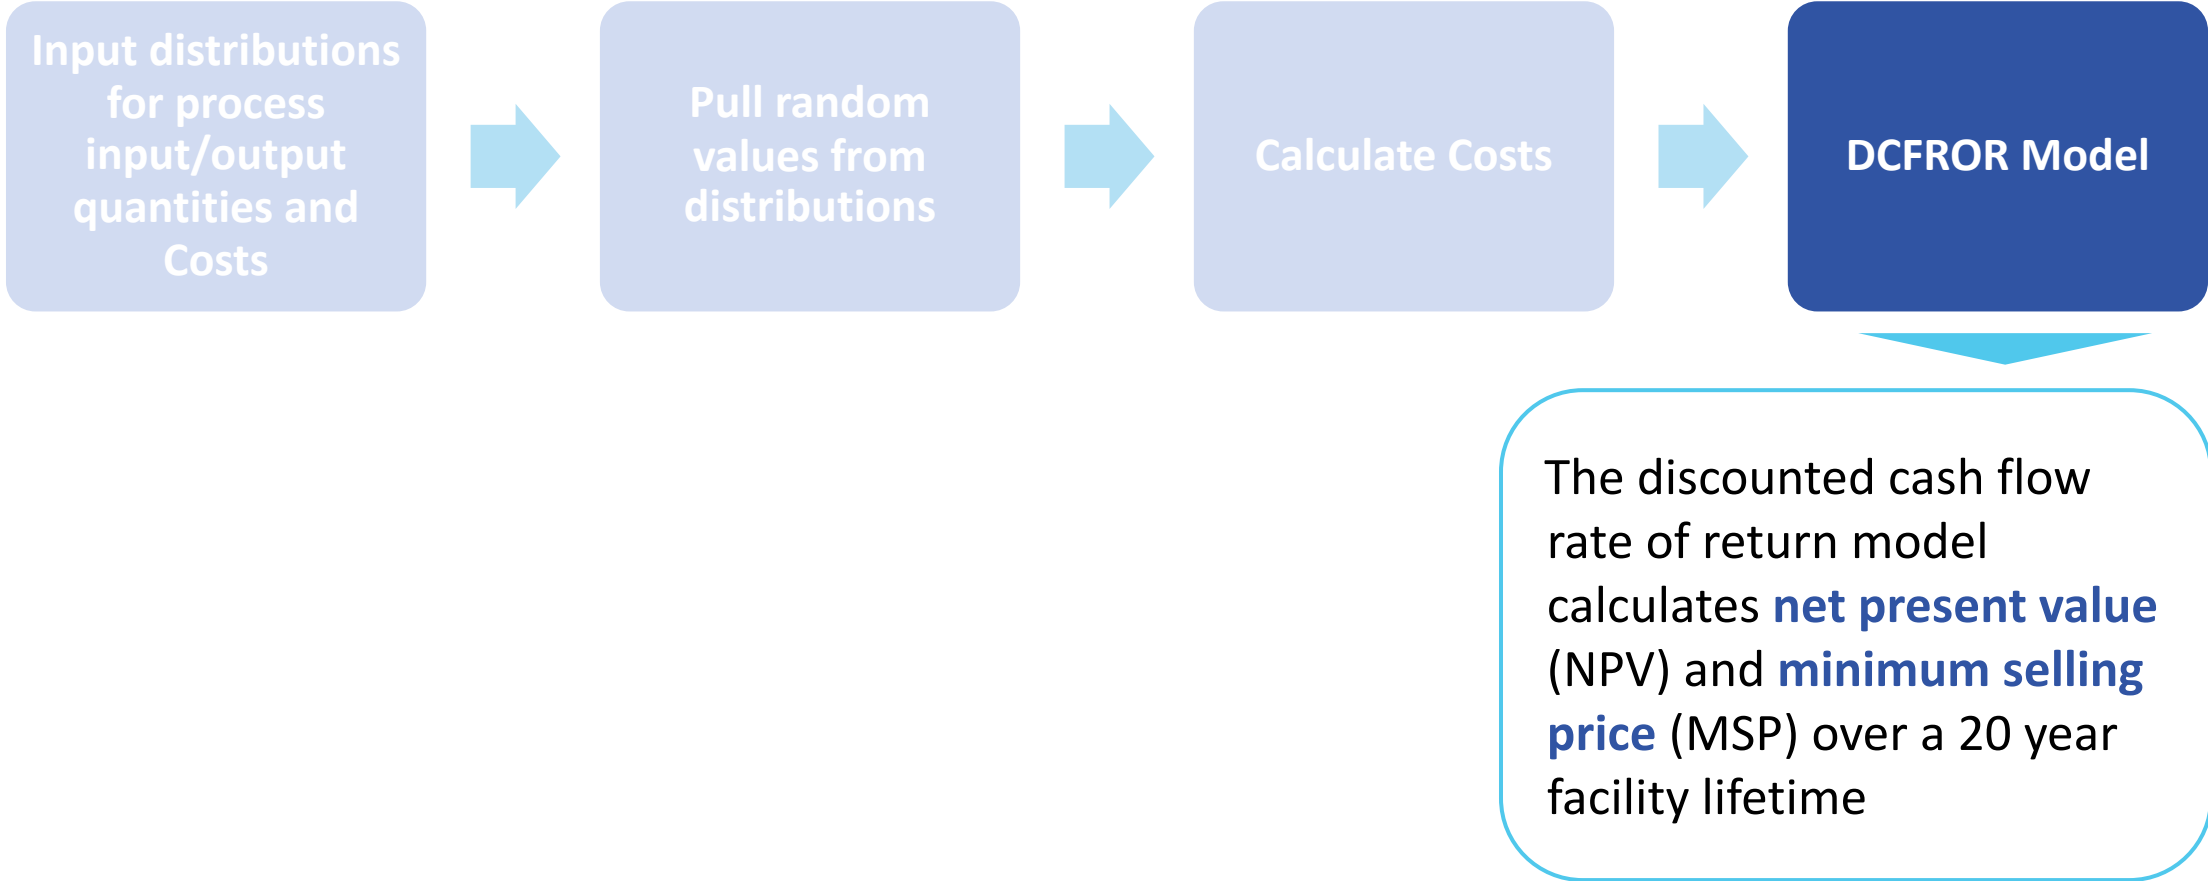 Input distributions
for process
input/output
quantities and
Costs
Pull random
values from
distributions
Calculate Costs
DCFROR Model
The discounted cash flow
rate of return model
calculates net present value
(NPV) and minimum selling
price (MSP) over a 20 year
facility lifetime